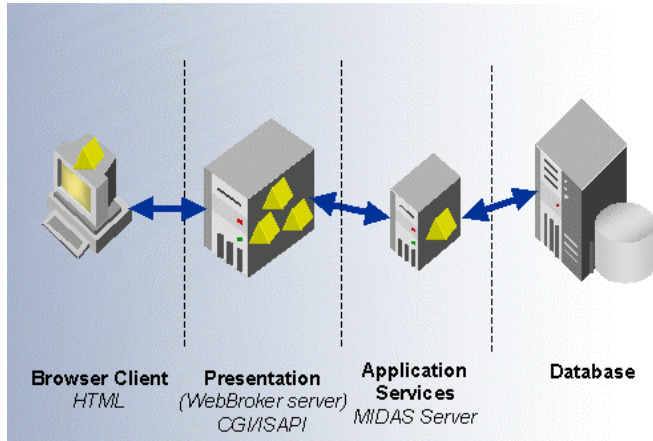 Browser Client
HTML
Presentation
(WebBroker server)
CGI/ISAPI
Application
Services
MIDAS Server
Database